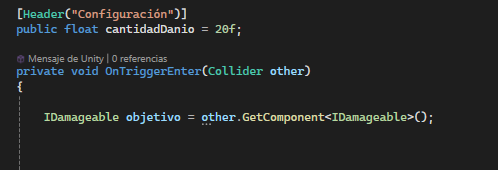 [Header("Configuración")]
public float cantidadDanio = 20f;
Mensaje de Unity | 0 referencias
private void OnTriggerEnter(Collider other)
{
IDamageable objetivo = other.GetComponent<IDamageable>();